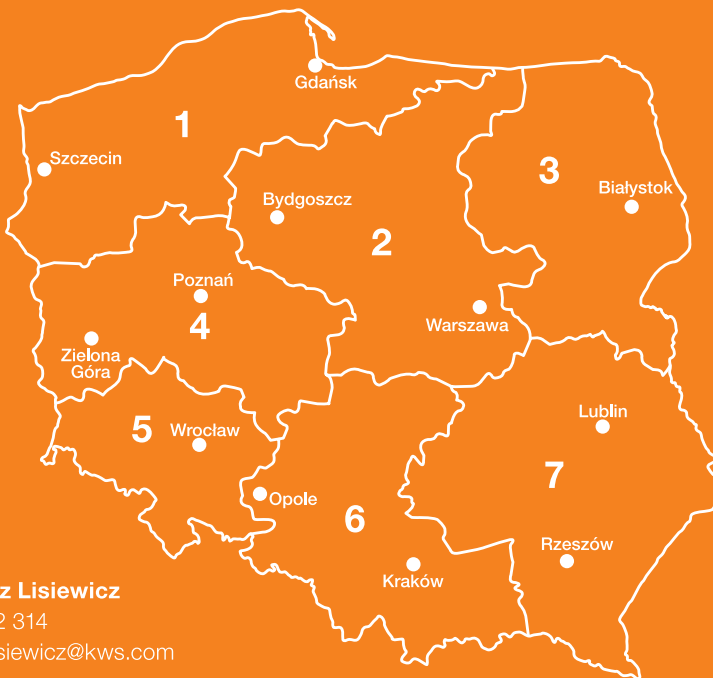 Gdańsk
1
Szczecin
3
Białystok
Bydgoszcz
2
Poznań
4
Warszawa
Zielona
Góra
5
Wrocław
Lublin
7
Opole
6
Rzeszów
Kraków
z Lisiewicz
2 314
siewicz@kws.com